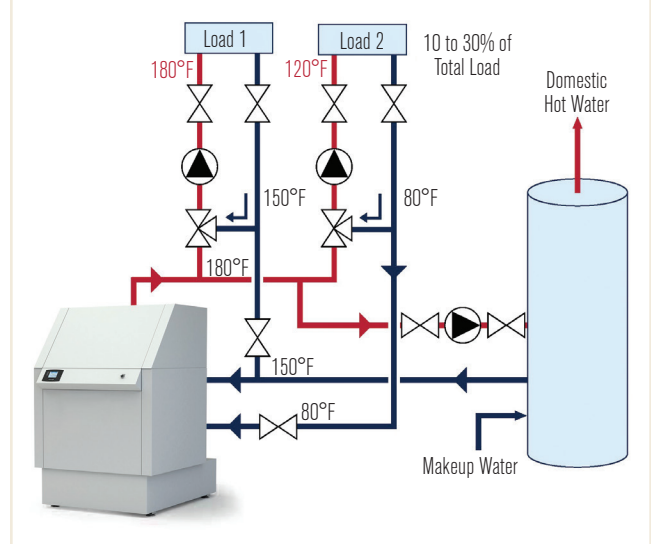 Load 1
Load 2
10 to 30% of
Total Load
180°F
120°F
Domestic
Hot Water
150°F
80°F
180°F
150°F
80°F
Makeup Water